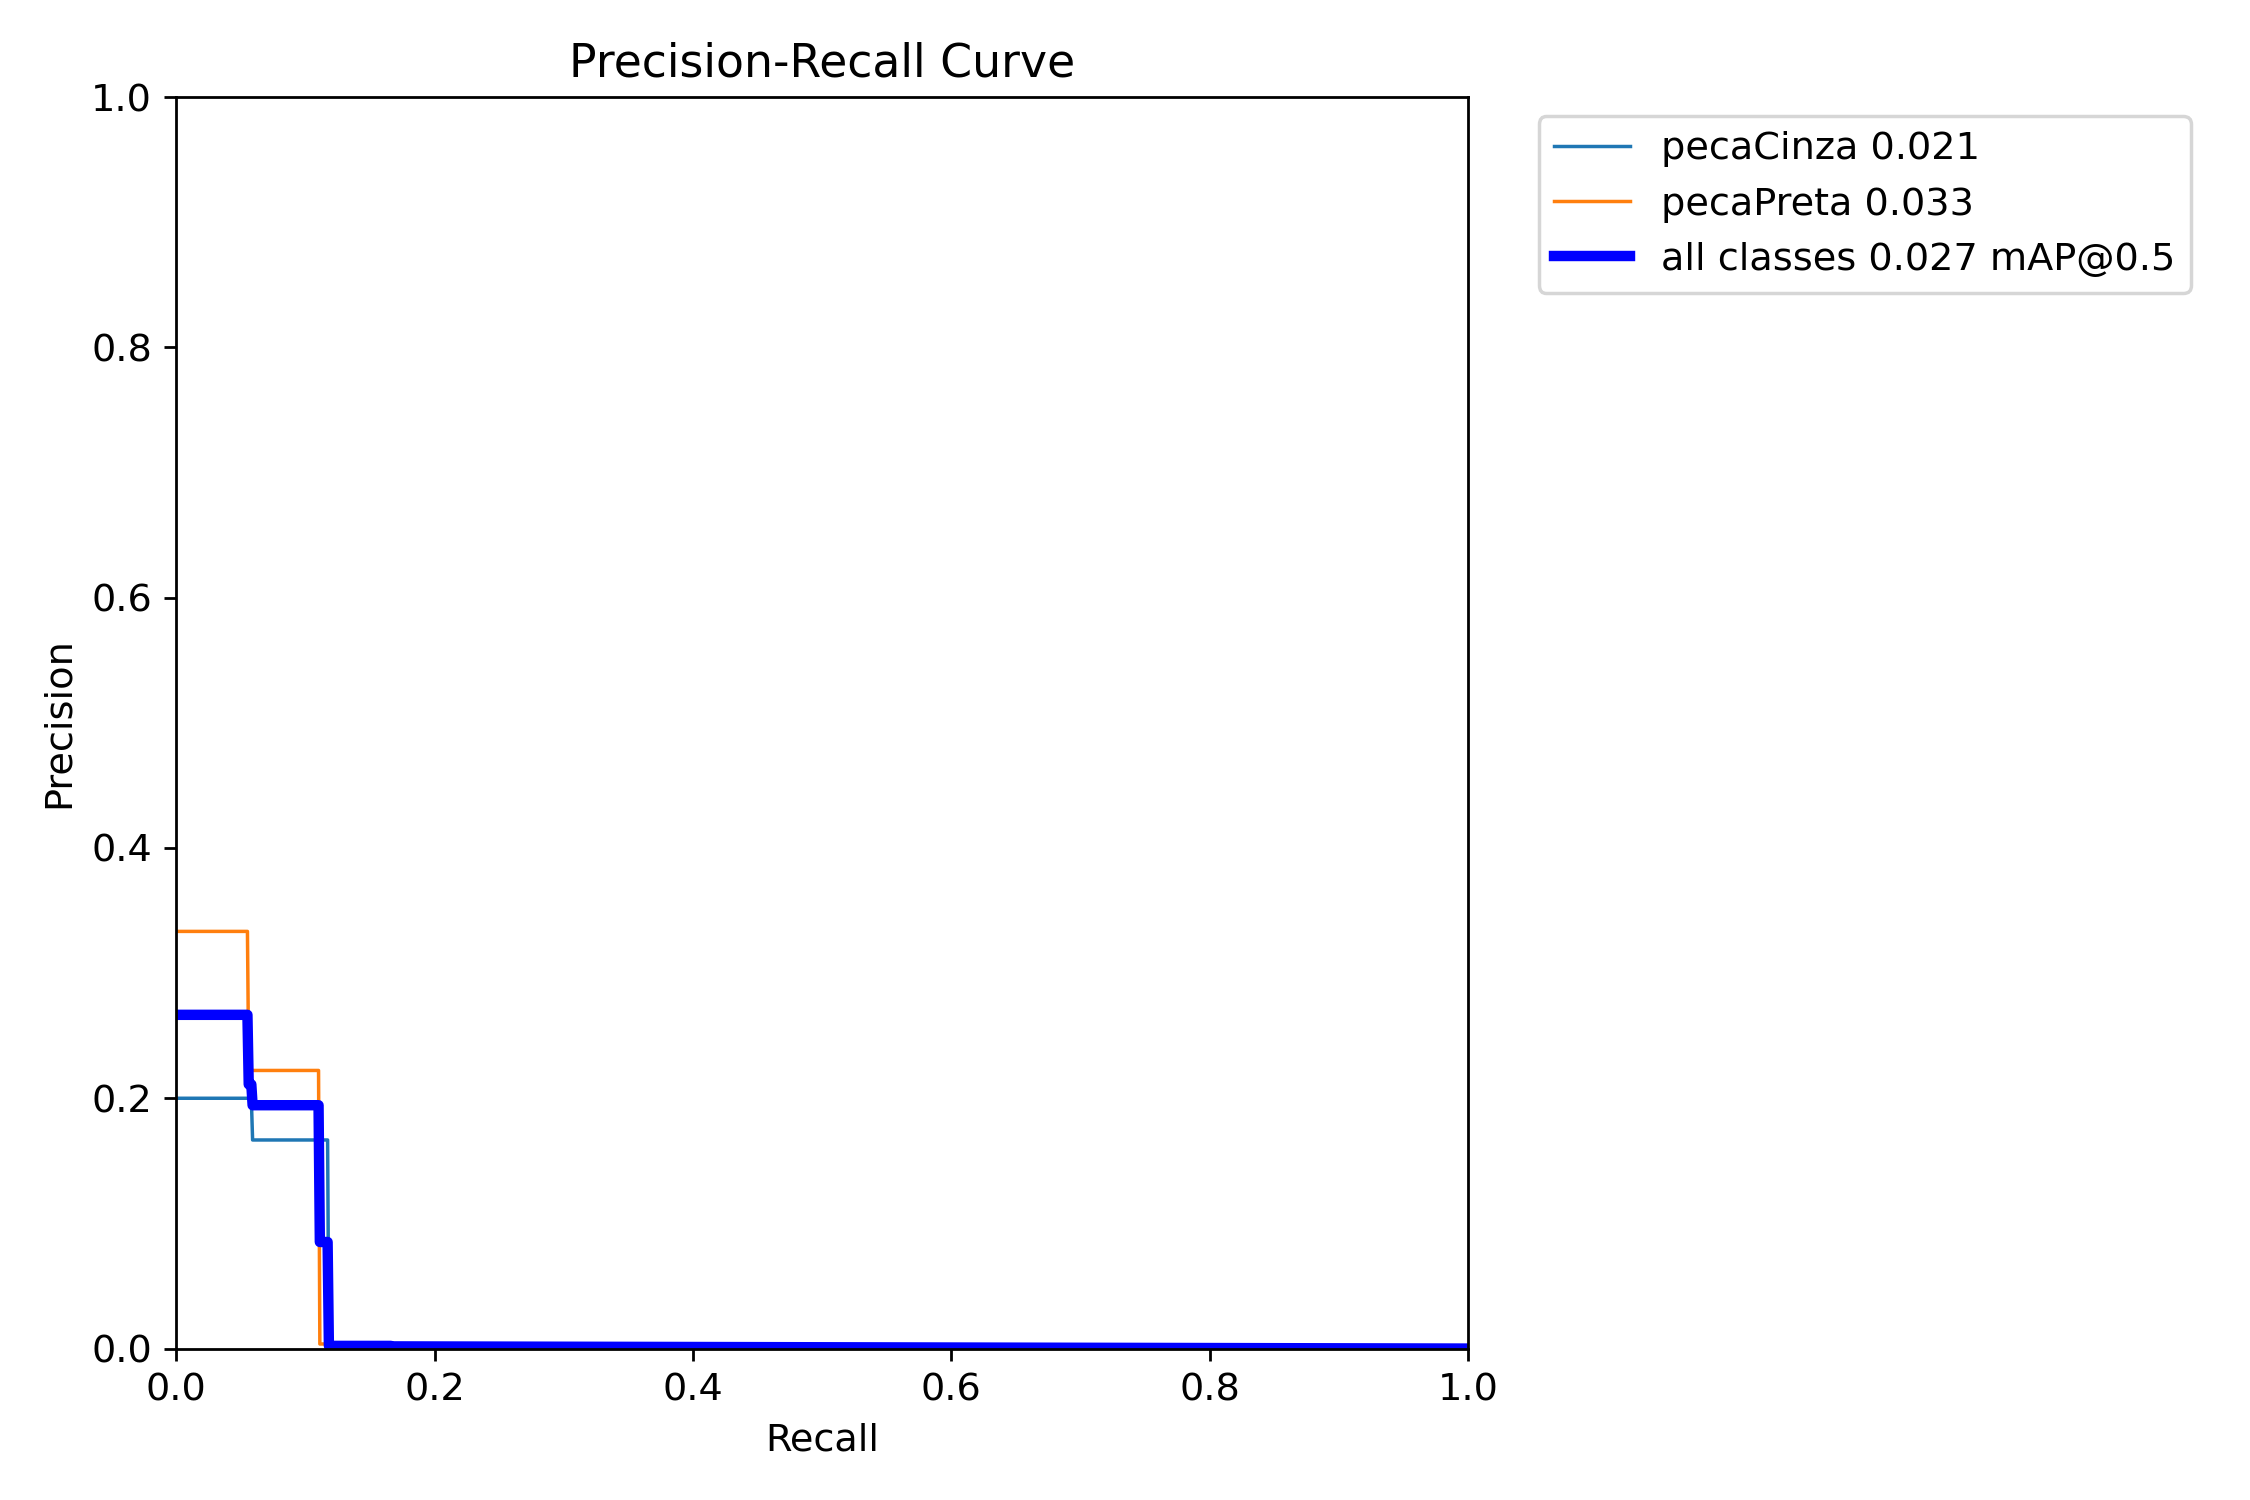 Precision-Recall Curve
1.0
0.8
0.6
0.4
0.2
0.0
Precision
0.0 0.2 0.4 0.6 0.8 1.0
Recall
pecaCinza 0.021
pecaPreta 0.033
all classes 0.027 mAP@0.5